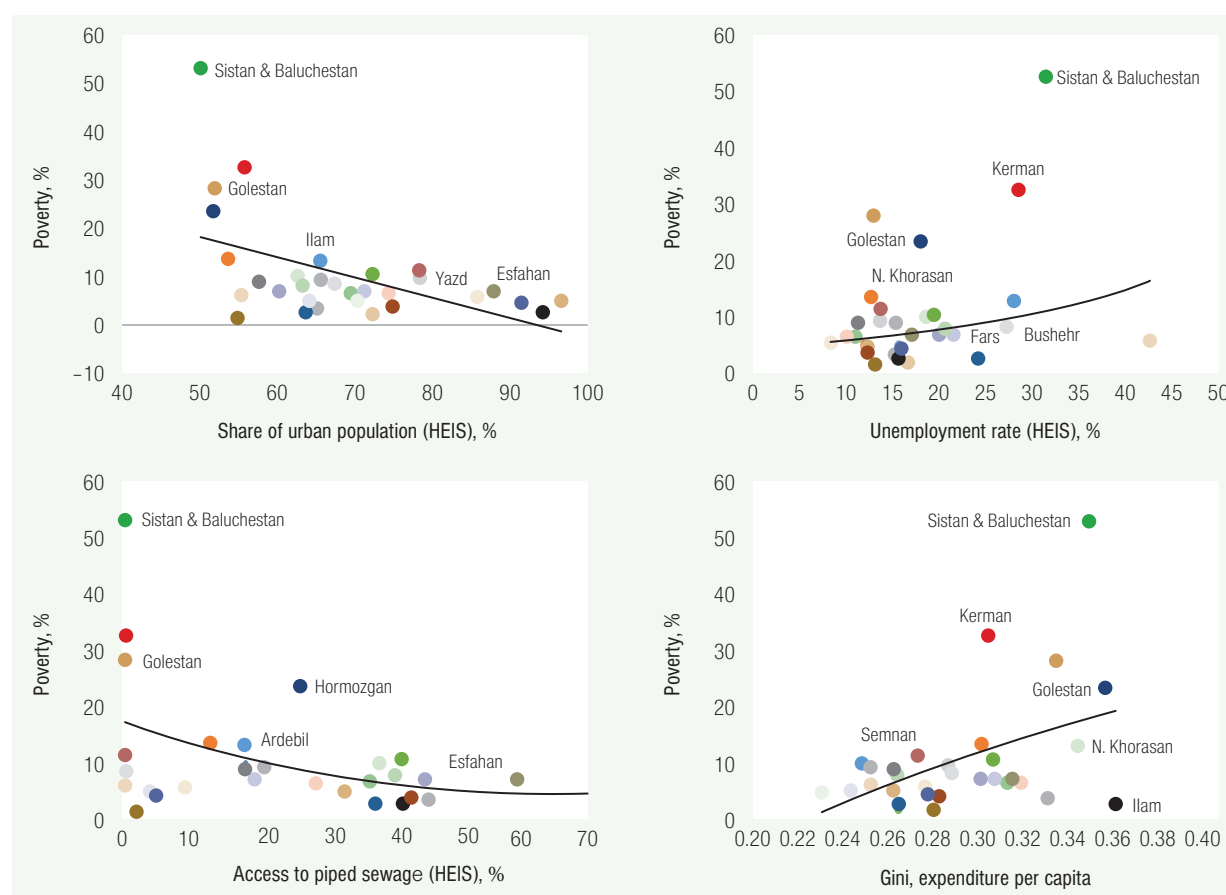 60
50
40
30
20
10
0
–10
Poverty, %
Sistan & Baluchestan
Golestan
Ilam
Yazd
Esfahan
40 50 60 70 80 90 100
Share of urban population (HEIS), %
60
50
40
30
20
10
0
Poverty, %
Sistan & Baluchestan
Kerman
Golestan
N. Khorasan
Fars
Bushehr
0 5 10 15 20 25 30 35 40 45 50
Unemployment rate (HEIS), %
60
50
40
30
20
10
0
Poverty, %
Sistan & Baluchestan
Golestan
Hormozgan
Ardebil
Esfahan
0 10 20 30 40 50 60 70
Access to piped sewage (HEIS), %
60
50
40
30
20
10
0
Poverty, %
Sistan & Baluchestan
Kerman
Golestan
Semnan
N. Khorasan
Ilam
0.20 0.22 0.24 0.26 0.28 0.30 0.32 0.34 0.36 0.38 0.40
Gini, expenditure per capita